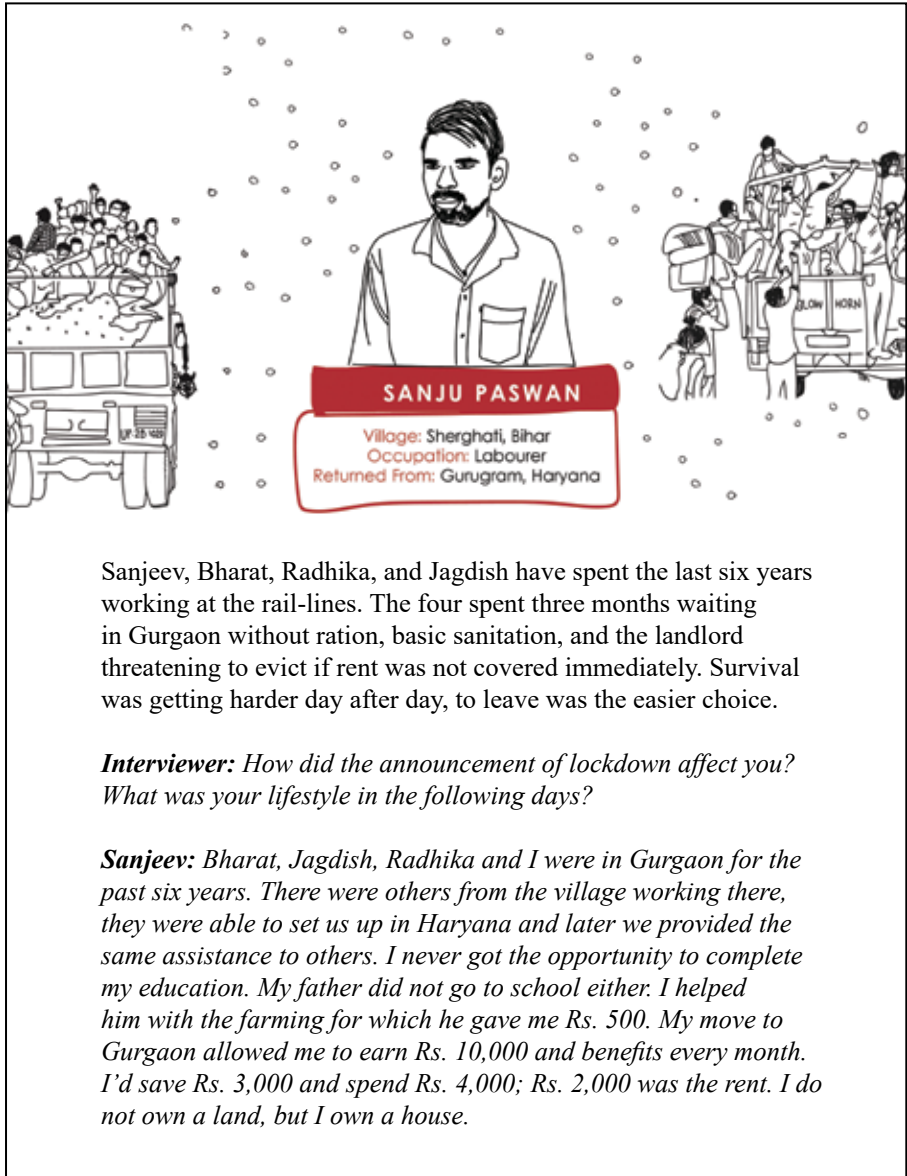 UP-2B 1429
BLOW HORN
SANJU PASWAN
Village: Sherghati, Bihar
Occupation: Labourer
Returned From: Gurugram, Haryana
Sanjeev, Bharat, Radhika, and Jagdish have spent the last six years
working at the rail-lines. The four spent three months waiting
in Gurgaon without ration, basic sanitation, and the landlord
threatening to evict if rent was not covered immediately. Survival
was getting harder day after day, to leave was the easier choice.
Interviewer: How did the announcement of lockdown affect you?
What was your lifestyle in the following days?
Sanjeev: Bharat, Jagdish, Radhika and I were in Gurgaon for the
past six years. There were others from the village working there,
they were able to set us up in Haryana and later we provided the
same assistance to others. I never got the opportunity to complete
my education. My father did not go to school either. I helped
him with the farming for which he gave me Rs. 500. My move to
Gurgaon allowed me to earn Rs. 10,000 and benefits every month.
I’d save Rs. 3,000 and spend Rs. 4,000; Rs. 2,000 was the rent. I do
not own a land, but I own a house.